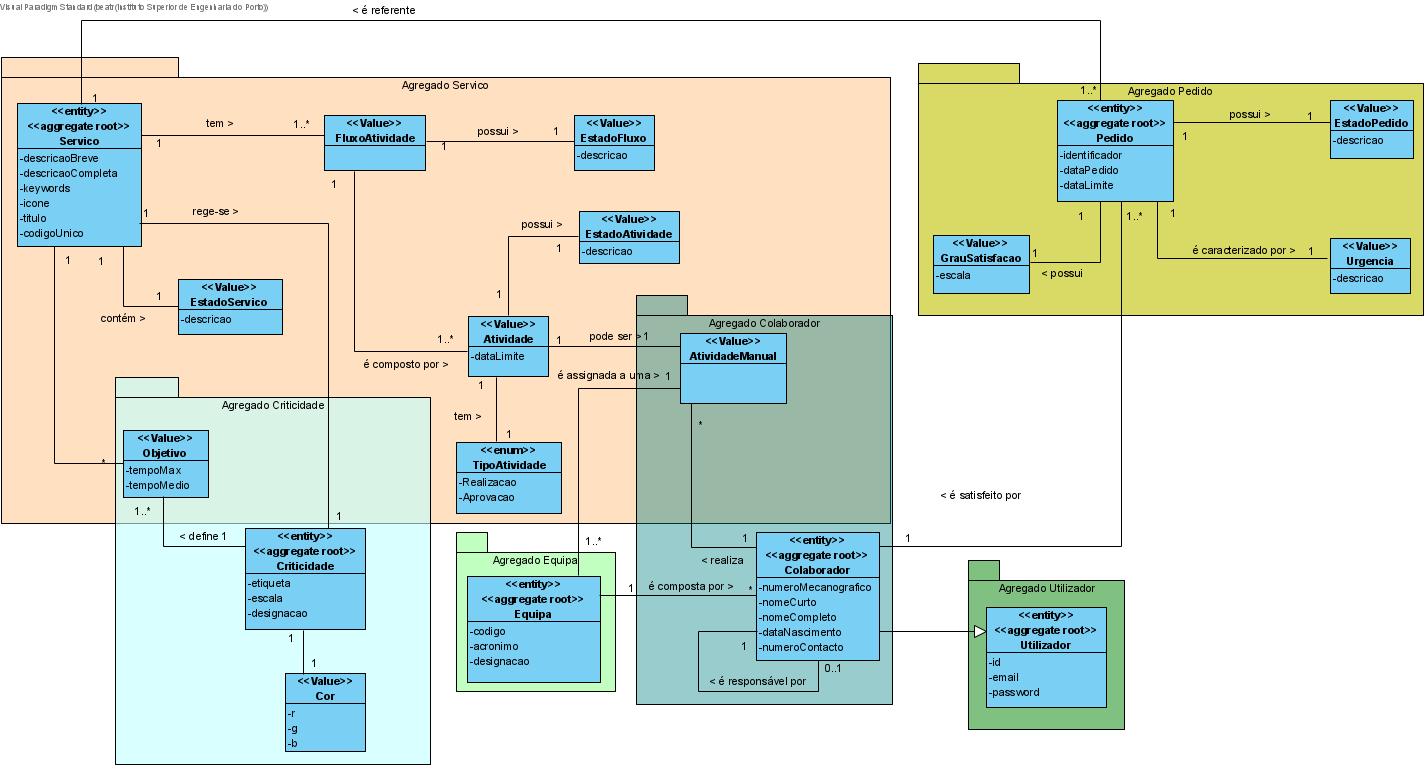 Visual Paradigm Standard(beatr(Instituto Superior de Engenharia do Porto))
< é referente
Agregado Servico
1
<<entity>>
<<aggregate root>>
Servico
-descricaoBreve
-descricaoCompleta
-keywords
-icone
-titulo
-codigoUnico
tem >
1
1..*
<<Value>>
FluxoAtividade
possui >
1
1
<<Value>>
EstadoFluxo
-descricao
rege-se >
1
1
1
1
1
contém >
<<Value>>
EstadoServico
-descricao
possui >
1
1
<<Value>>
EstadoAtividade
-descricao
1..*
é composto por >
<<Value>>
Atividade
-dataLimite
1
pode ser >
1
1
tem >
1
<<enum>>
TipoAtividade
-Realizacao
-Aprovacao
Agregado Pedido
1..*
<<entity>>
<<aggregate root>>
Pedido
-identificador
-dataPedido
-dataLimite
possui >
1
1
<<Value>>
EstadoPedido
-descricao
1
1..*
1
<<Value>>
GrauSatisfacao
-escala
1
< possui
é caracterizado por >
1
<<Value>>
Urgencia
-descricao
Agregado Colaborador
<<Value>>
AtividadeManual
é assignada a uma >
1
*
Agregado Criticidade
<<Value>>
Objetivo
-tempoMax
-tempoMedio
*
1..*
< define
1
1
<<entity>>
<<aggregate root>>
Criticidade
-etiqueta
-escala
-designacao
1
1
<<Value>>
Cor
-r
-g
-b
< é satisfeito por
1..*
Agregado Equipa
<<entity>>
<<aggregate root>>
Equipa
-codigo
-acronimo
-designacao
1
é composta por >
*
1
< realiza
<<entity>>
<<aggregate root>>
Colaborador
-numeroMecanografico
-nomeCurto
-nomeCompleto
-dataNascimento
-numeroContacto
1
1
0..1
< é responsável por
Agregado Utilizador
<<entity>>
<<aggregate root>>
Utilizador
-id
-email
-password